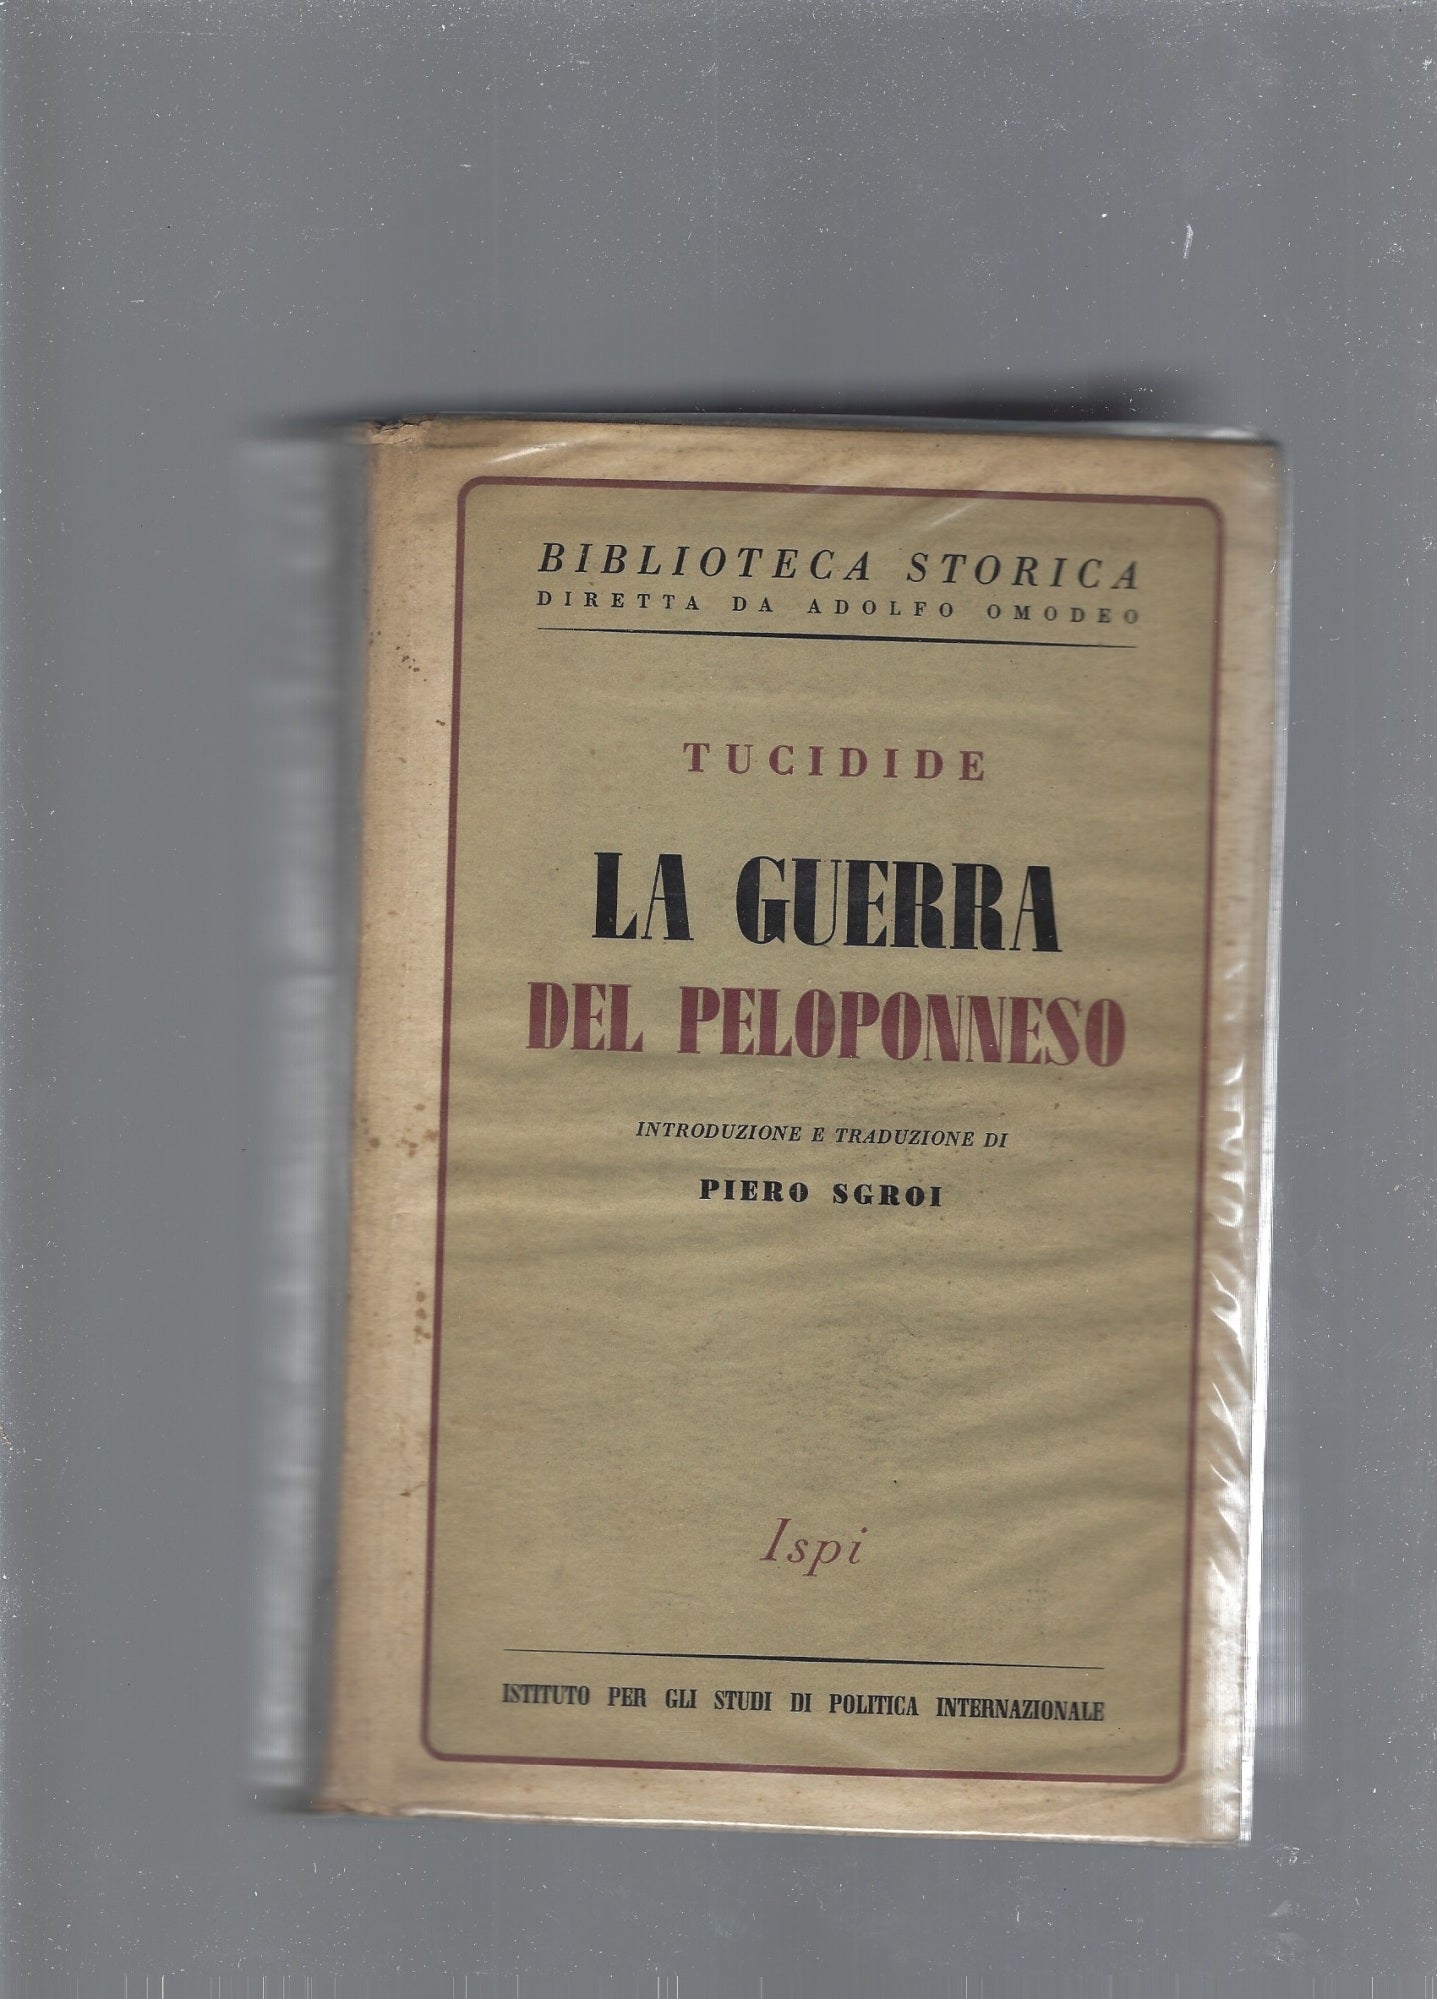 BIBLIOTECA STORICA
DIRETTA DA ADOLFO OMODEO
TUCIDIDE
LA GUERRA
DEL PELOPONNESO
INTRODUZIONE E TRADUZIONE DI
PIERO SGROI
Ispi
ISTITUTO PER GLI STUDI DI POLITICA INTERNAZIONALE